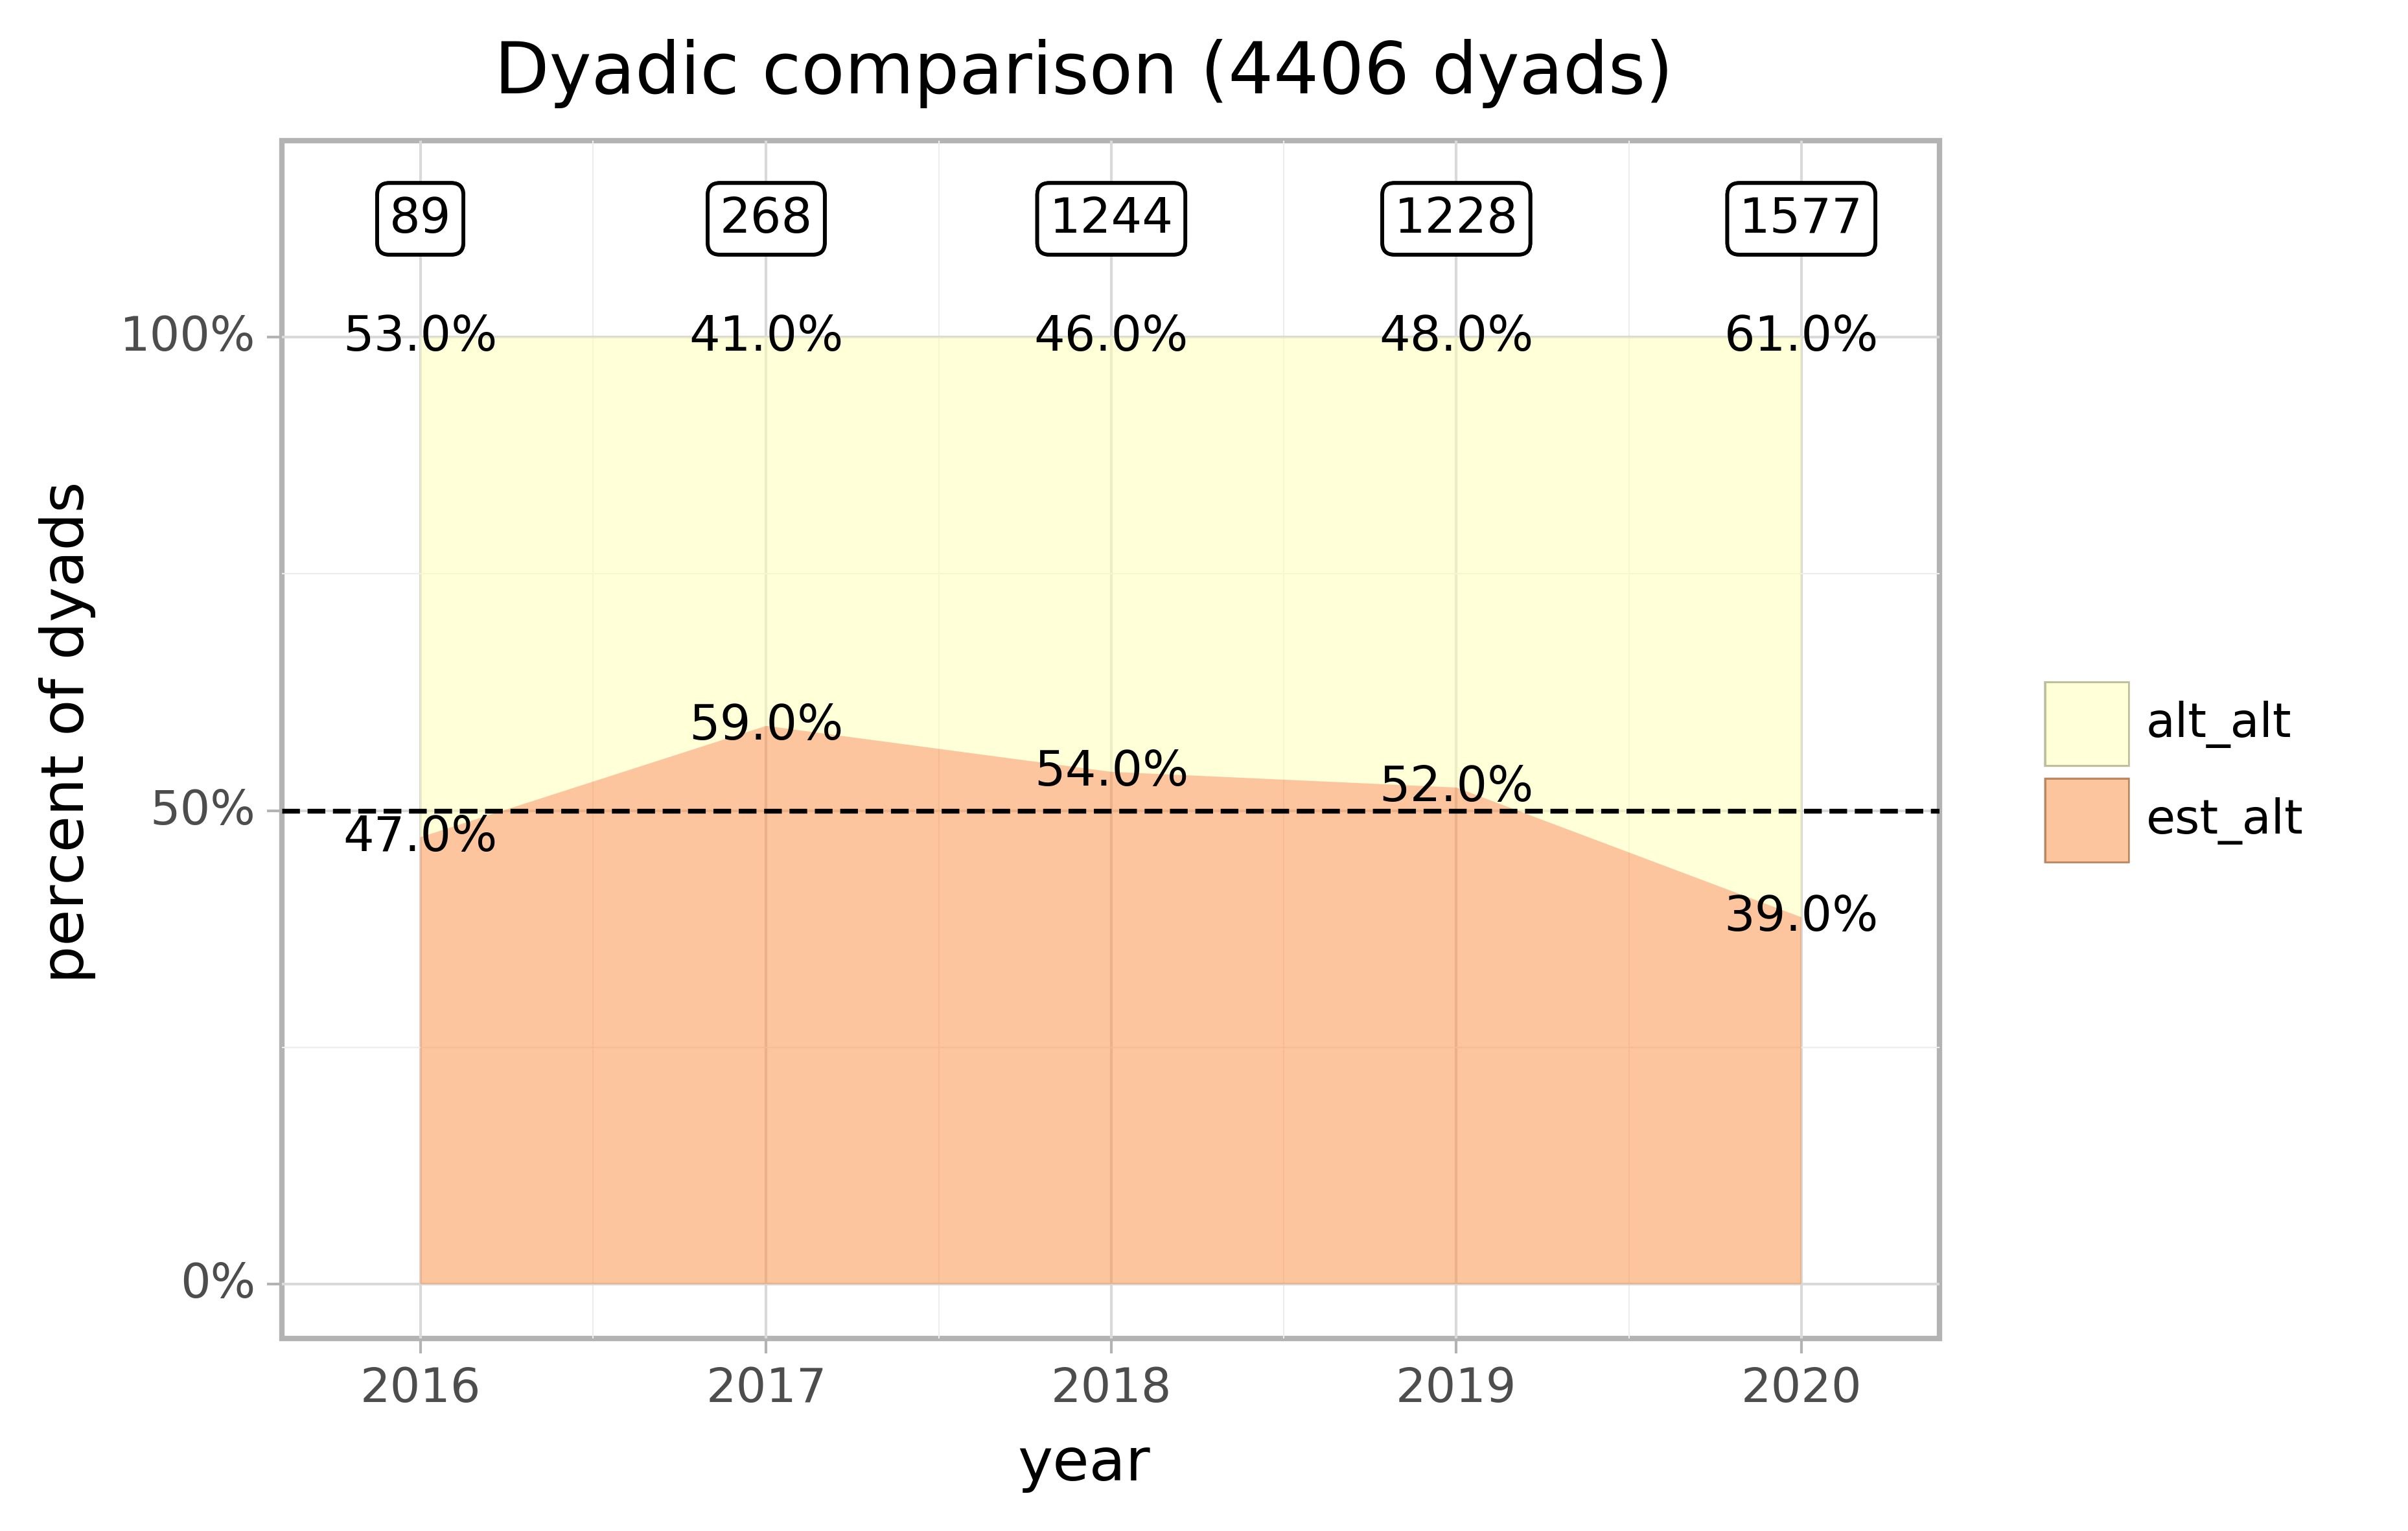 Dyadic comparison (4406 dyads)
89 268 1244 1228 1577
100% 53.0% 41.0% 46.0% 48.0% 61.0%
59.0%
54.0%
52.0%
50%
47.0%
39.0%
0%
2016 2017 2018 2019 2020
year
percent of dyads
alt_alt
est_alt